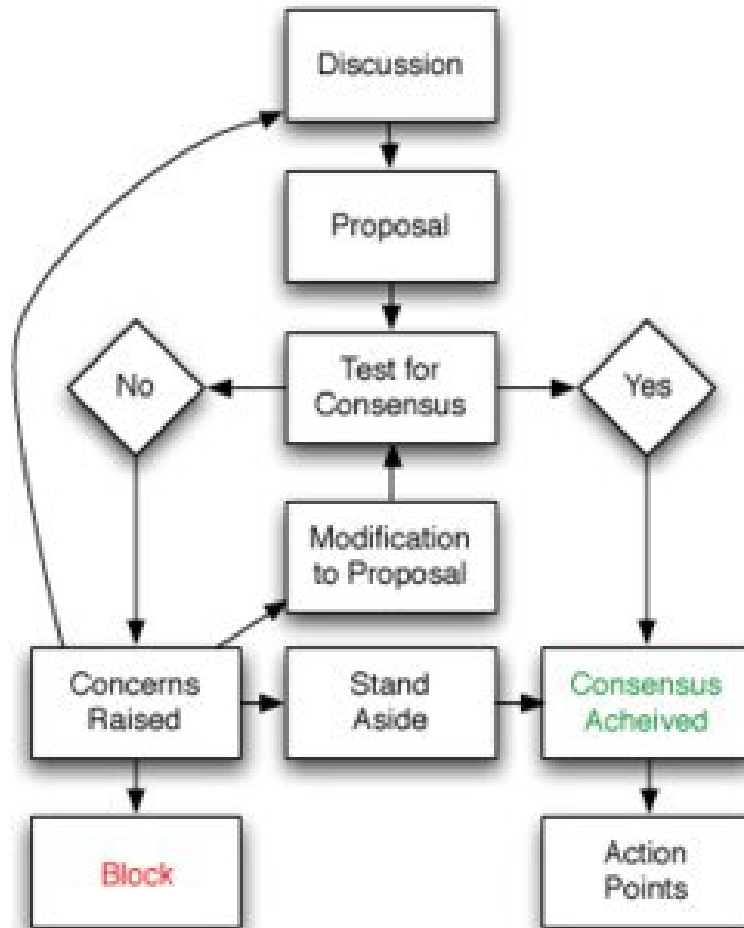 Discussion
Proposal
No
Test for
Consensus
Yes
Modification
to Proposal
Concerns
Raised
Stand
Aside
Consensus
Acheived
Block
Action
Points